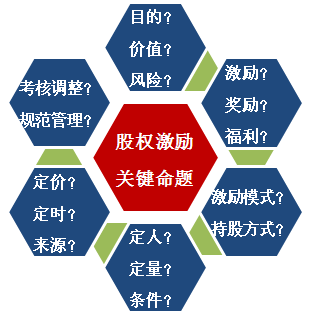 目的?
价值?
风险?
激励?
奖励?
福利?
激励模式?
持股方式?
定人?
定量?
条件?
定价?
定时?
来源?
考核调整?
规范管理?
股权激励
关键命题